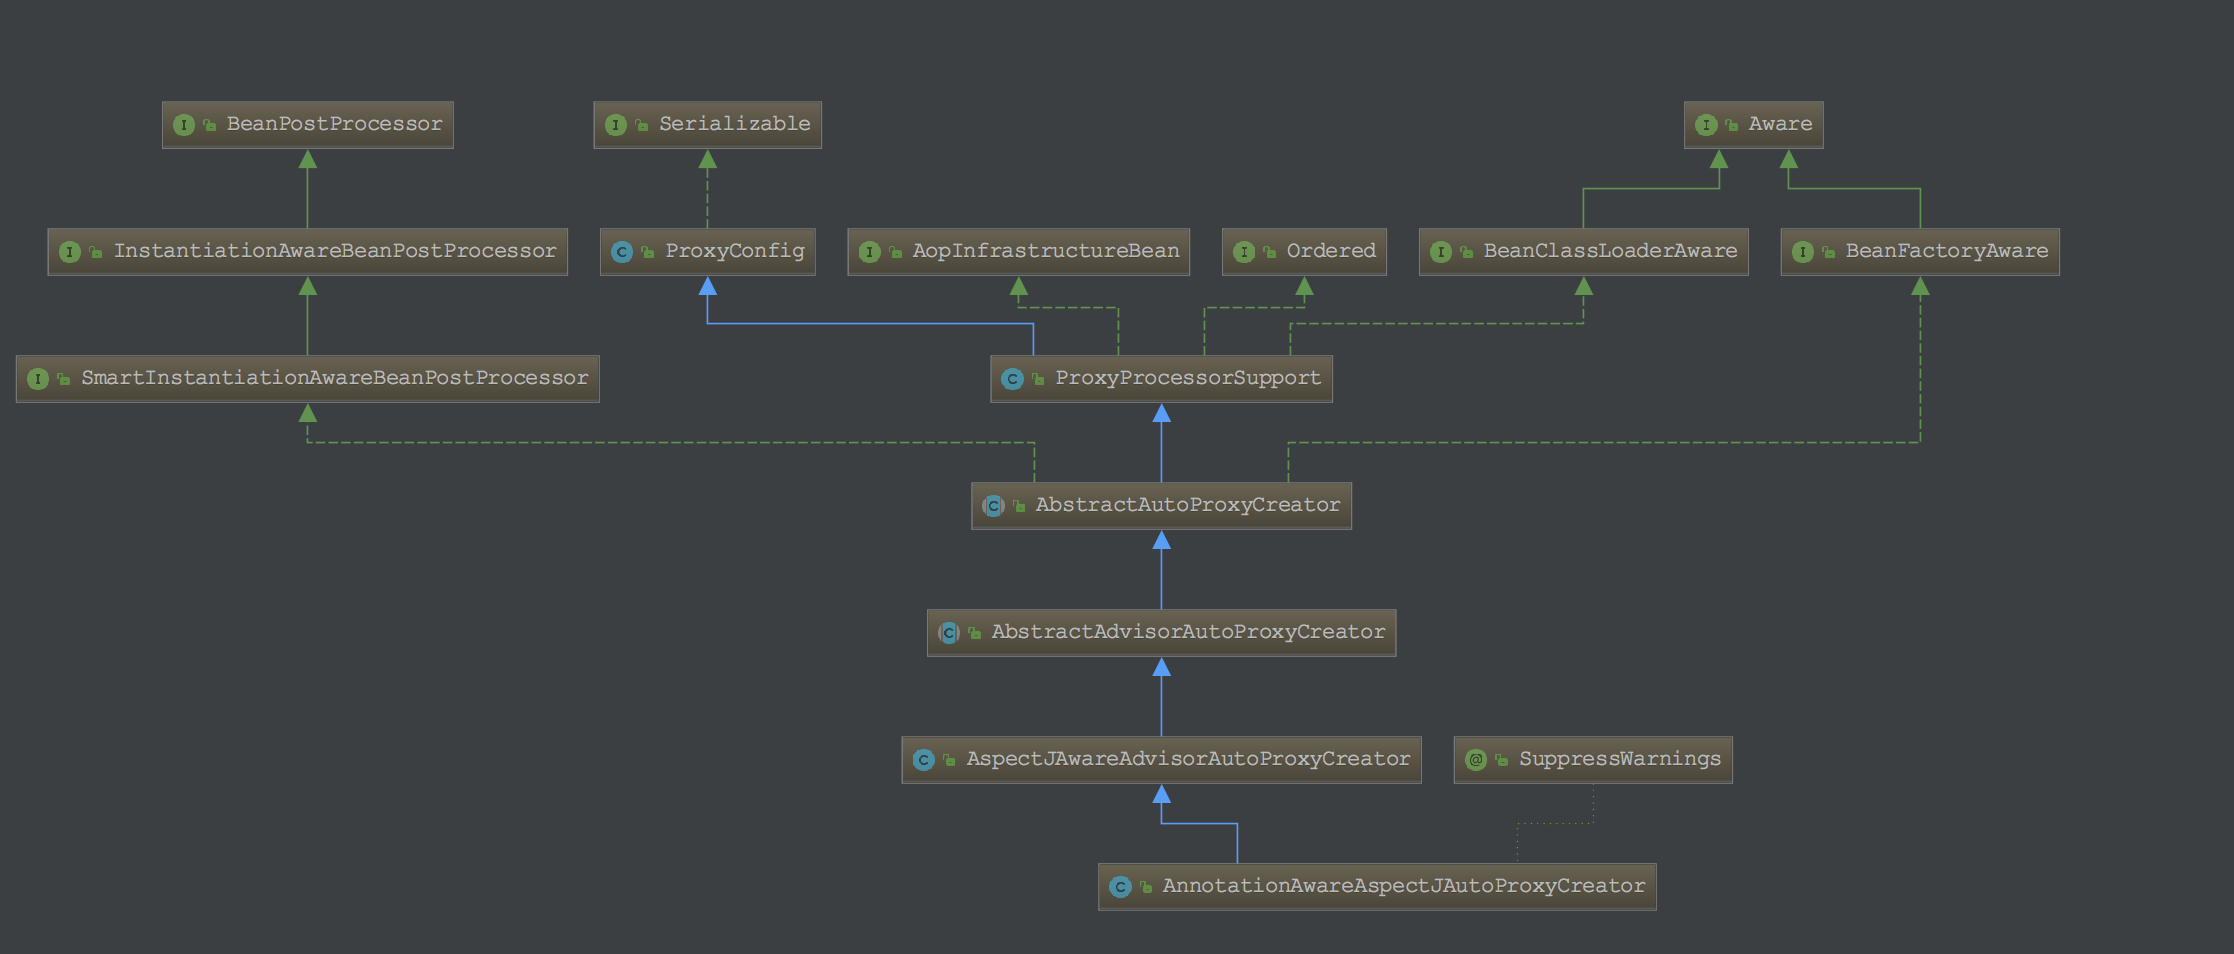 BeanPostProcessor
Serializable
Aware
InstantiationAwareBeanPostProcessor
ProxyConfig
AopInfrastructureBean
Ordered
BeanClassLoaderAware
BeanFactoryAware
SmartInstantiationAwareBeanPostProcessor
ProxyProcessorSupport
AbstractAutoProxyCreator
AbstractAdvisorAutoProxyCreator
AspectJAwareAdvisorAutoProxyCreator
SuppressWarnings
AnnotationAwareAspectJAutoProxyCreator